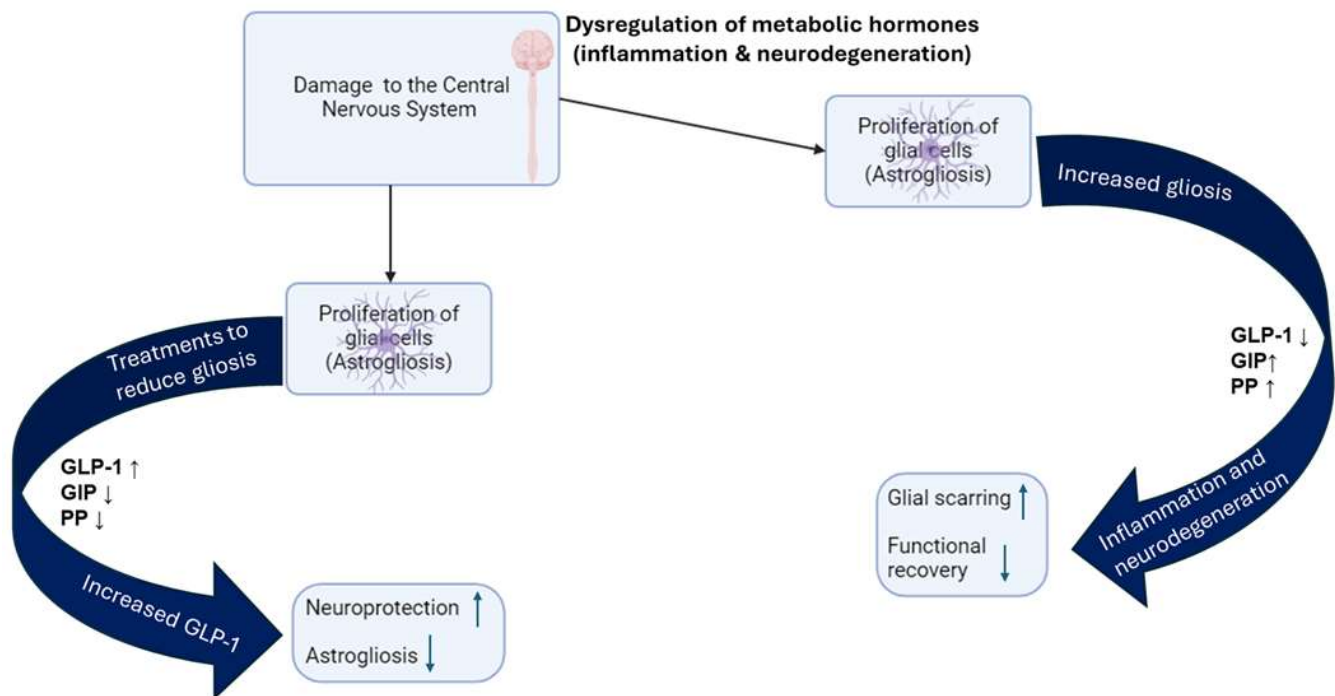 Dysregulation of metabolic hormones
(inflammation & neurodegeneration)
Damage to the Central
Nervous System
Proliferation of
glial cells
(Astrogliosis)
Increased gliosis
GLP-1 ↓
GIP↑
PP ↑
Inflammation and
neurodegeneration
Glial scarring ↑
Functional
recovery ↓
Proliferation of
glial cells
(Astrogliosis)
Treatments to
reduce gliosis
GLP-1 ↑
GIP ↓
PP ↓
Increased GLP-1
Neuroprotection ↑
Astrogliosis ↓